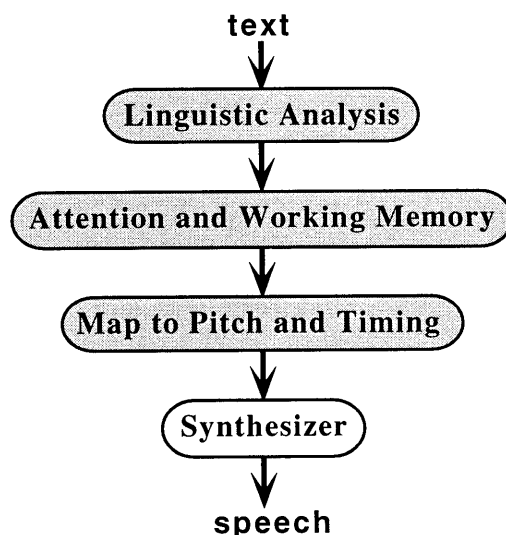 text
Linguistic Analysis
Attention and Working Memory
Map to Pitch and Timing
Synthesizer
speech